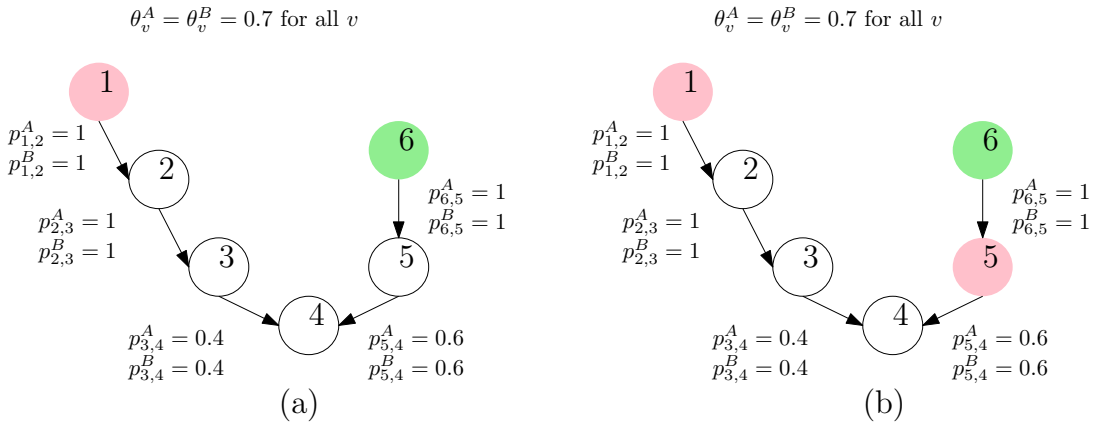 θ_v^A = θ_v^B = 0.7 for all v
1
6
p_{1,2}^A = 1
p_{1,2}^B = 1
2
p_{6,5}^A = 1
p_{6,5}^B = 1
p_{2,3}^A = 1
p_{2,3}^B = 1
3
5
4
p_{3,4}^A = 0.4
p_{3,4}^B = 0.4
p_{5,4}^A = 0.6
p_{5,4}^B = 0.6
(a)
θ_v^A = θ_v^B = 0.7 for all v
1
6
p_{1,2}^A = 1
p_{1,2}^B = 1
2
p_{6,5}^A = 1
p_{6,5}^B = 1
p_{2,3}^A = 1
p_{2,3}^B = 1
3
5
4
p_{3,4}^A = 0.4
p_{3,4}^B = 0.4
p_{5,4}^A = 0.6
p_{5,4}^B = 0.6
(b)